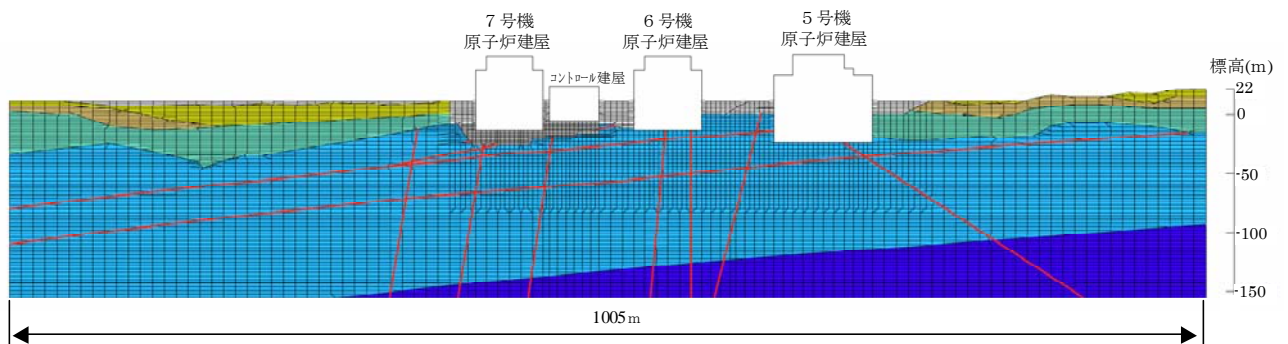 7 号機
原子炉建屋
コントロール建屋
6 号機
原子炉建屋
5 号機
原子炉建屋
標高(m)
22
0
-50
-100
-150
1005m